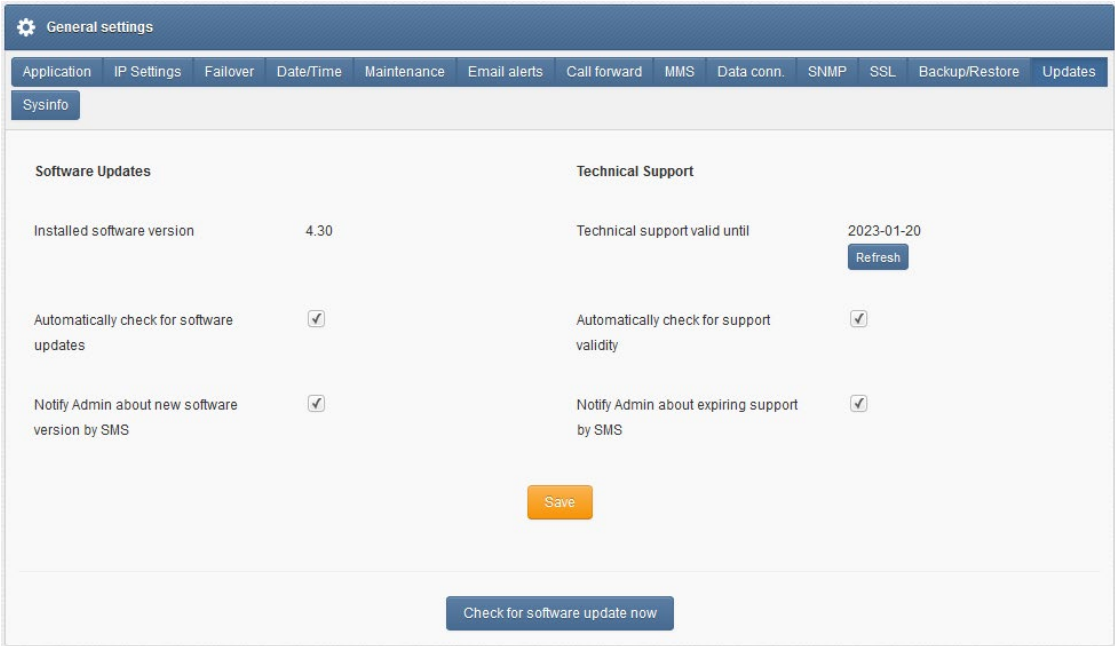 General settings
Application IP Settings Failover Date/Time Maintenance Email alerts Call forward MMS Data conn. SNMP SSL Backup/Restore Updates
Sysinfo
Software Updates
Technical Support
Installed software version 4.30
Technical support valid until 2023-01-20
Refresh
Automatically check for software
updates
Automatically check for support
validity
Notify Admin about new software
version by SMS
Notify Admin about expiring support
by SMS
Save
Check for software update now